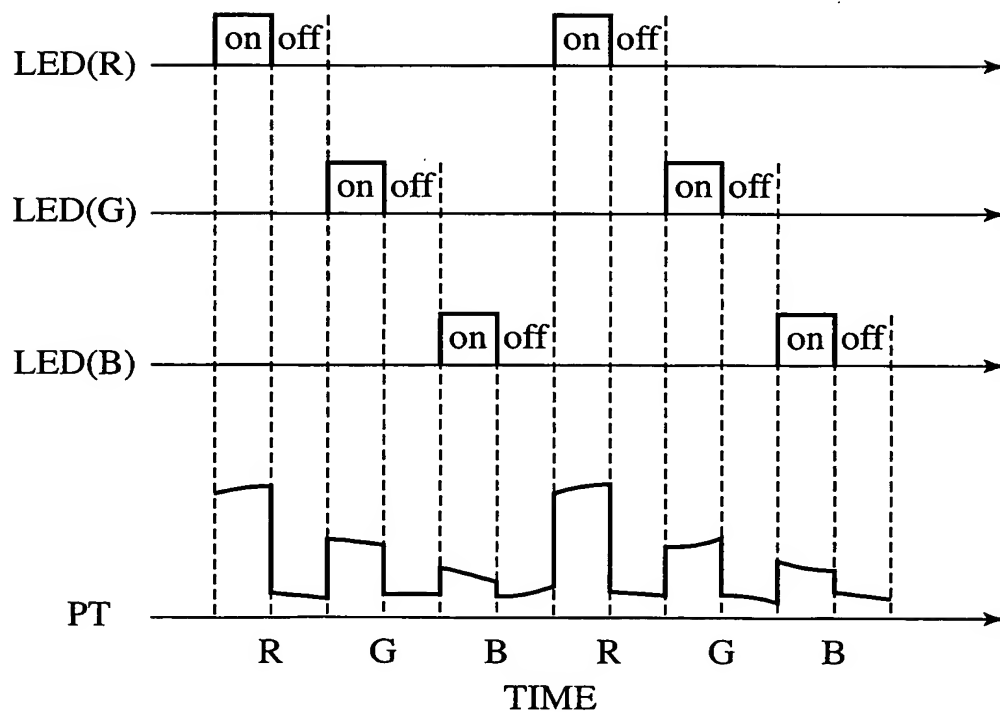 on off on off
LED(R)
on off on off
LED(G)
on off on off
LED(B)
PT
R G B R G B
TIME